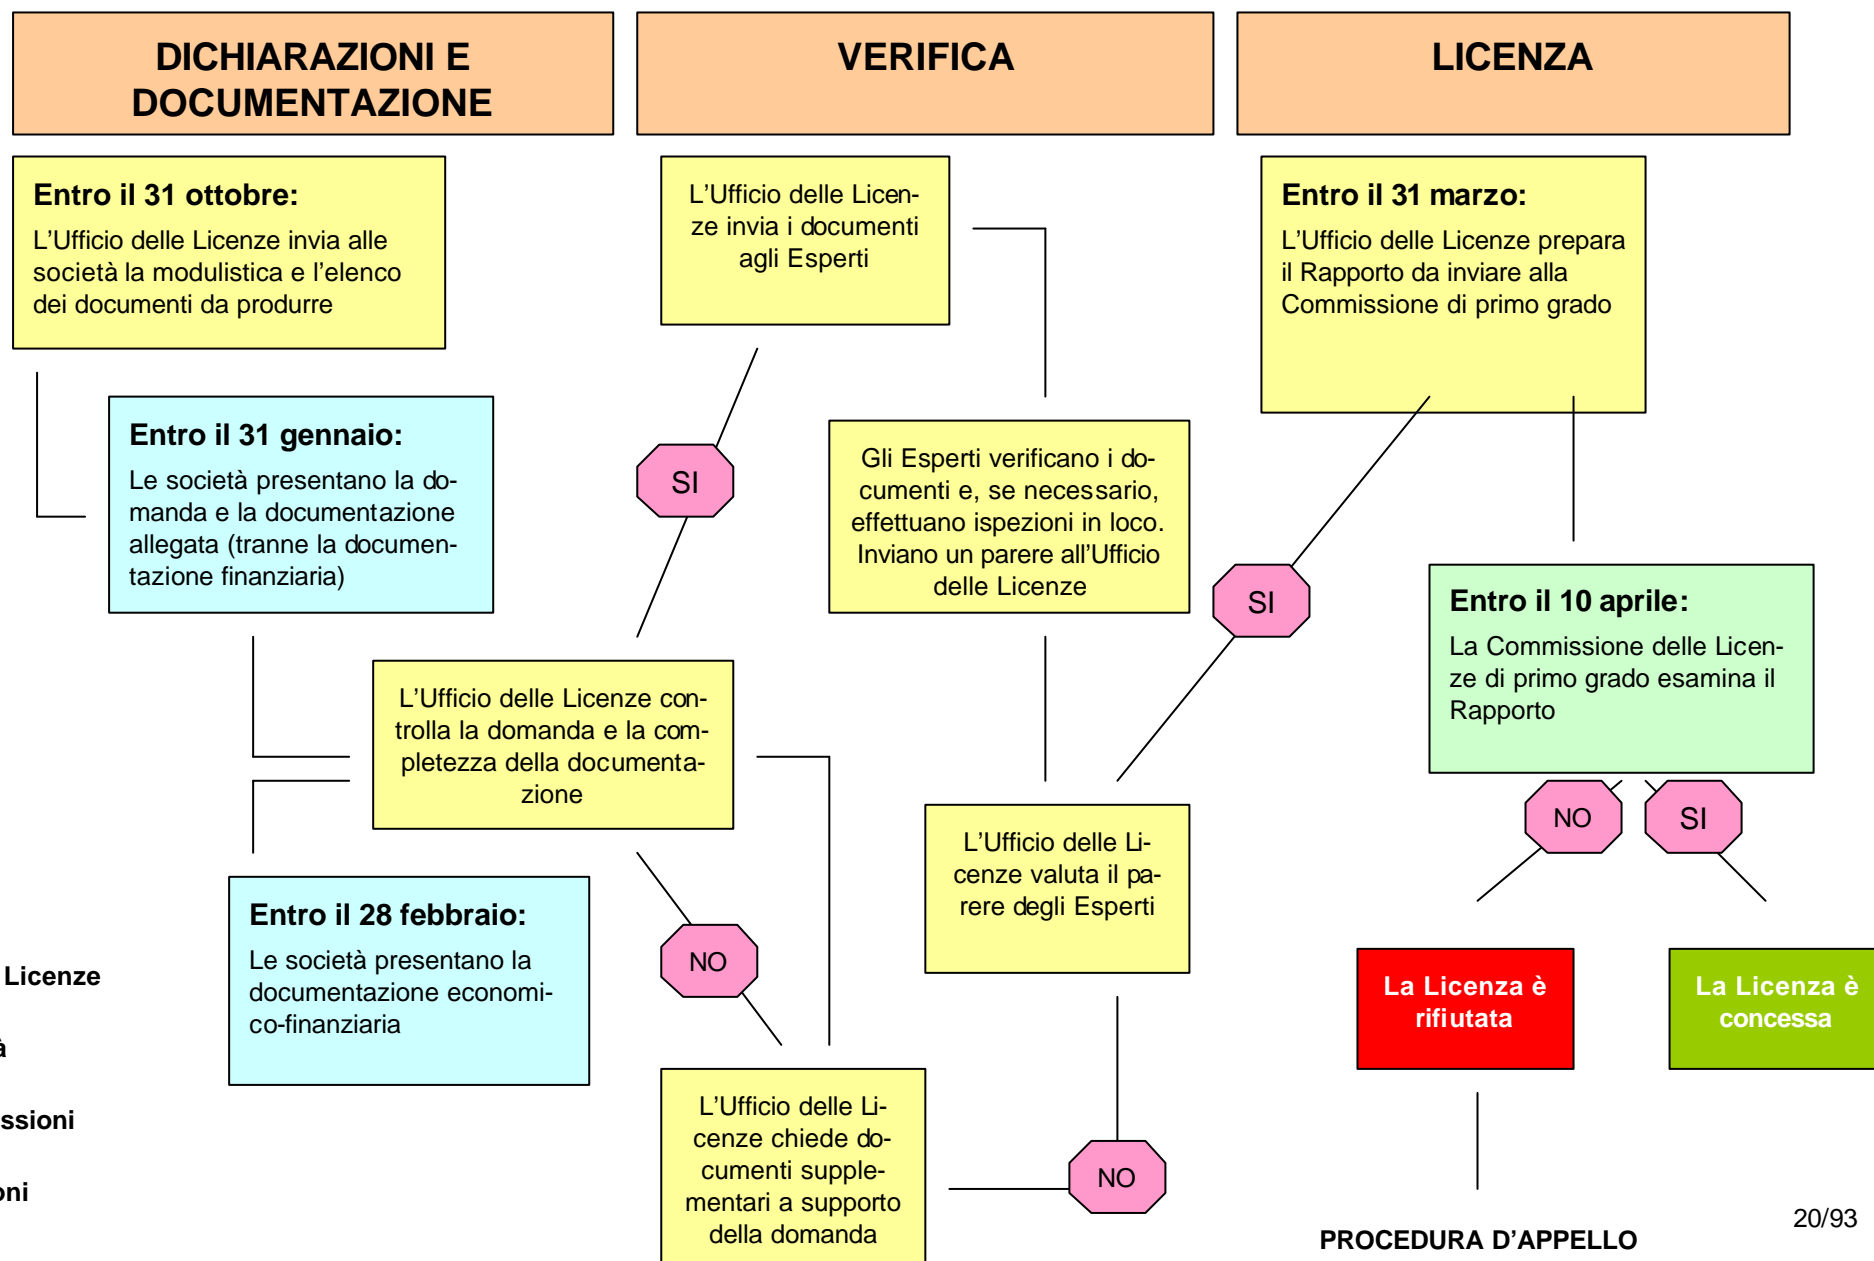 DICHIARAZIONI E
DOCUMENTAZIONE
VERIFICA
LICENZA
Entro il 31 ottobre:
L'Ufficio delle Licenze invia alle
società la modulistica e l'elenco
dei documenti da produrre
L'Ufficio delle Licen-
ze invia i documenti
agli Esperti
Entro il 31 marzo:
L'Ufficio delle Licenze prepara
il Rapporto da inviare alla
Commissione di primo grado
Entro il 31 gennaio:
Le società presentano la do-
manda e la documentazione
allegata (tranne la documen-
tazione finanziaria)
SI
Gli Esperti verificano i do-
cumenti e, se necessario,
effettuano ispezioni in loco.
Inviano un parere all'Ufficio
delle Licenze
SI
Entro il 10 aprile:
La Commissione delle Licen-
ze di primo grado esamina il
Rapporto
L'Ufficio delle Licenze con-
trolla la domanda e la com-
pletezza della documenta-
zione
NO
SI
L'Ufficio delle Li-
cenze valuta il pa-
rere degli Esperti
Entro il 28 febbraio:
Le società presentano la
documentazione economi-
co-finanziaria
NO
La Licenza è
rifiutata
La Licenza è
concessa
Licenze
à
ssioni
oni
L'Ufficio delle Li-
cenze chiede do-
cumenti supple-
mentari a supporto
della domanda
NO
PROCEDURA D'APPELLO
20/93